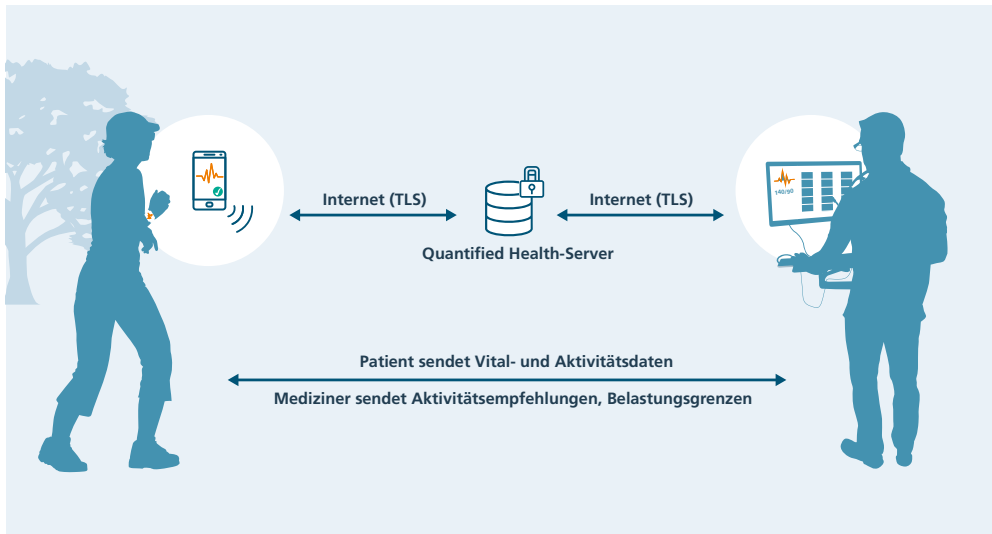 140/90
Internet (TLS)
Internet (TLS)
Quantified Health-Server
Patient sendet Vital- und Aktivitätsdaten
Mediziner sendet Aktivitätsempfehlungen, Belastungsgrenzen